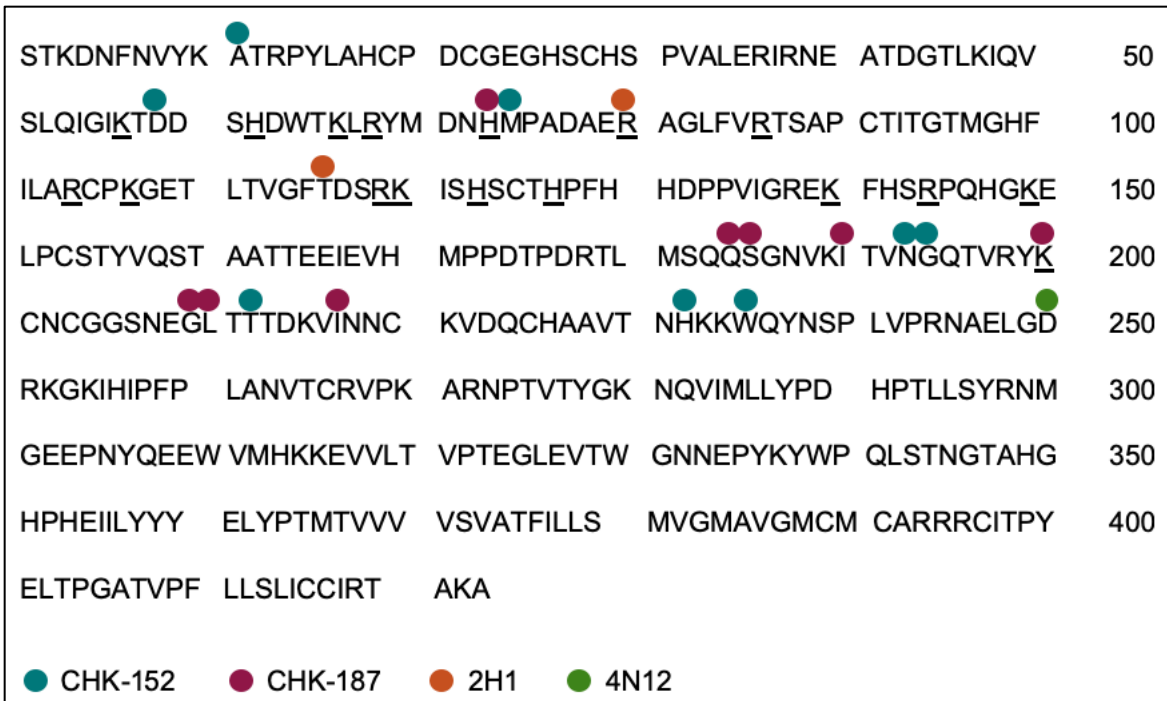 STKDNFNVYK ATRPYLAHCP DCGEGHSCHS PVALERIRNE ATDGTLKIQV 50
SLQIGIKTDD SHDWTKLRYM DNHMPADAER AGLFVRTSAP CTITGTMGHF 100
ILARCPKGET LTVGFTDSRK ISHSCTHPFH HDPPVIGREK FHSRPQHGKE 150
LPCSTYVQST AATTEEIEVH MPPDTPDRTL MSQQSGNVKI TVNGQTVRYK 200
CNCGGSNEGL TTTDKVINNC KVDQCHAAVT NHKKWQYNSP LVPRNAELGD 250
RKGKIHIPFP LANVTCRVPK ARNPTVTYGK NQVIMLLYPD HPTLLSYRNM 300
GEEPNYQEEW VMHKKEVVLT VPTEGLEVTW GNNEPYKYWP QLSTNGTAHG 350
HPHEIILYYY ELYPTMTVVV VSVATFILLS MVGMAVGMCM CARRRCITPY 400
ELTPGATVPF LLSLICCIRT AKA
CHK-152 CHK-187 2H1 4N12